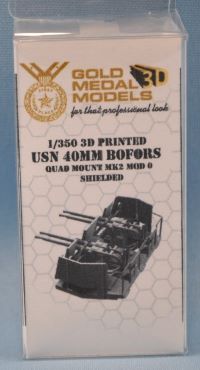 GOLD
MEDAL 3D
MODELS
for that professional look
1/350 3D PRINTED
USN 40MM BOFORS
QUAD MOUNT MK2 MOD 0
SHIELDED